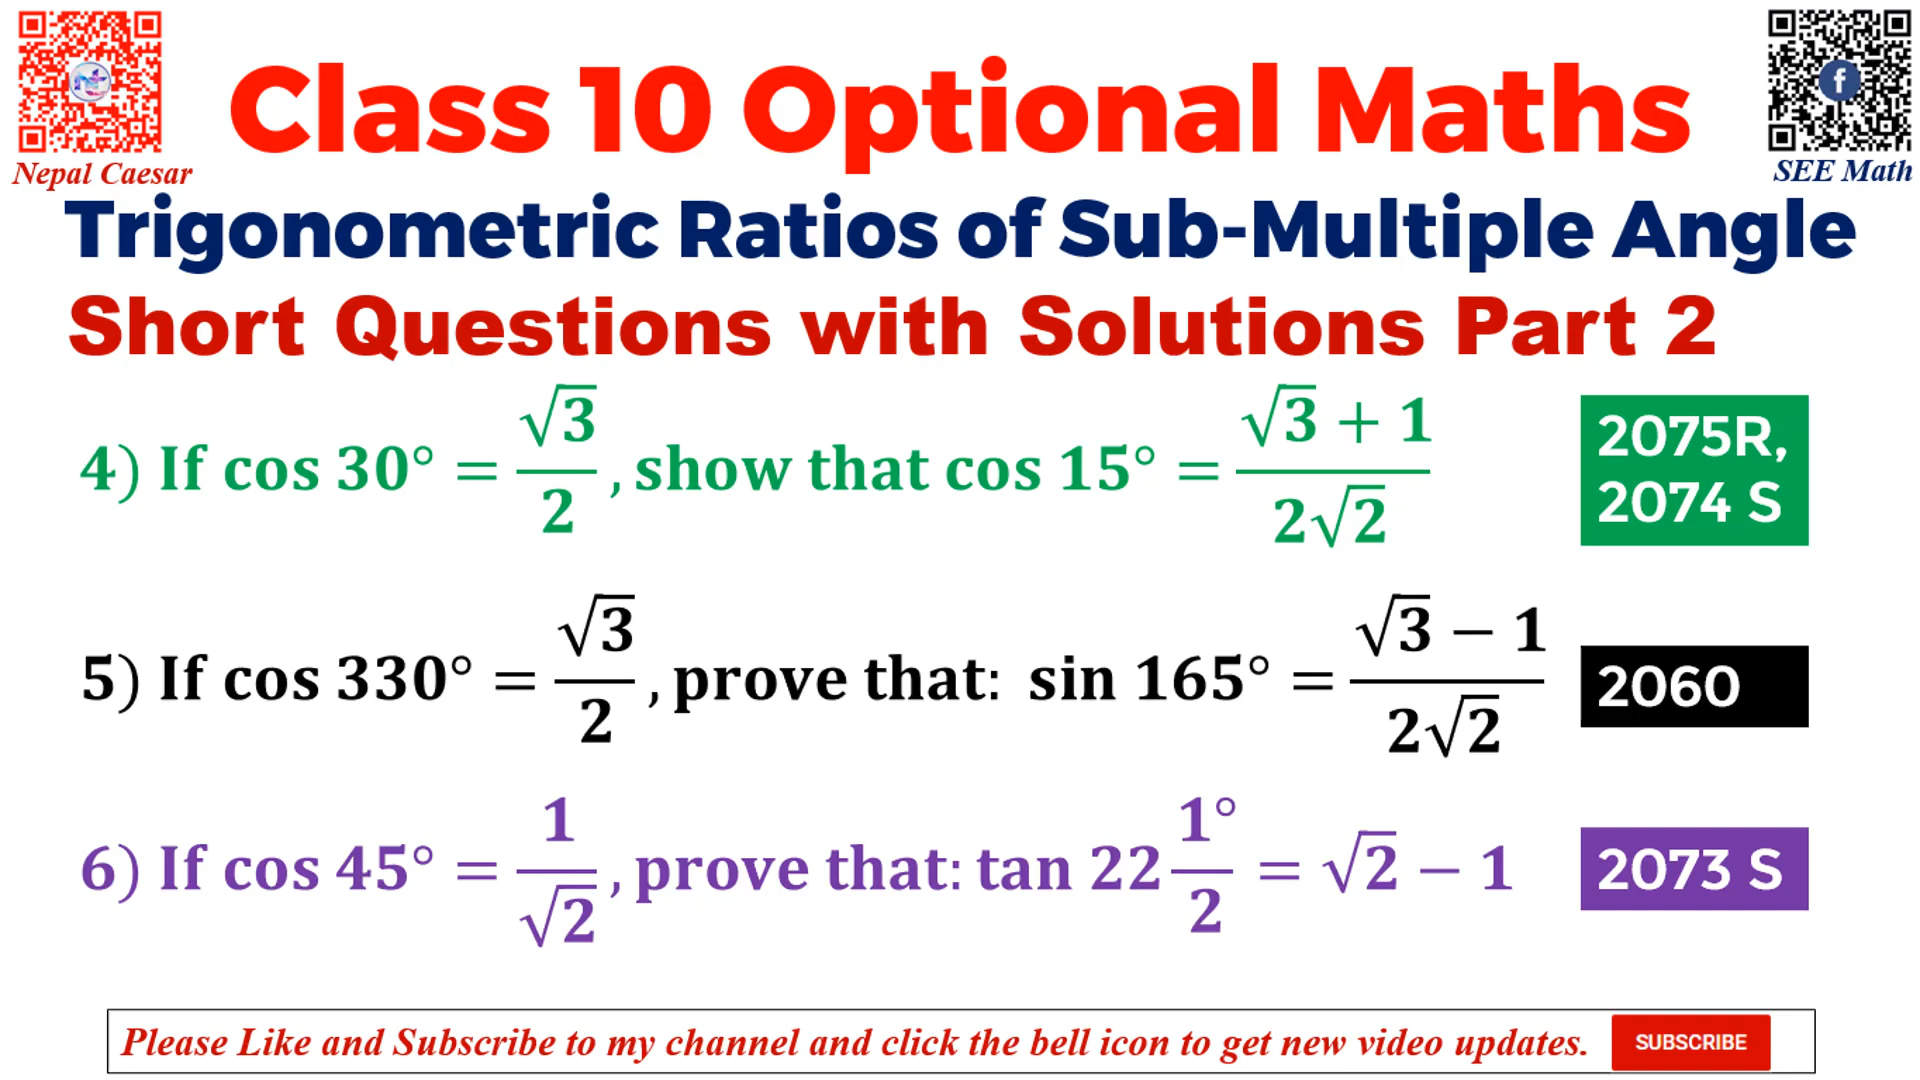 Class 10 Optional Maths
Nepal Caesar
SEE Math
Trigonometric Ratios of Sub-Multiple Angle
Short Questions with Solutions Part 2
4) If cos 30° = √3/2, show that cos 15° = (√3 + 1)/(2√2)
2075R,
2074 S
5) If cos 330° = √3/2, prove that: sin 165° = (√3 − 1)/(2√2)
2060
6) If cos 45° = 1/√2, prove that: tan 22 1°/2 = √2 − 1
2073 S
Please Like and Subscribe to my channel and click the bell icon to get new video updates.
SUBSCRIBE